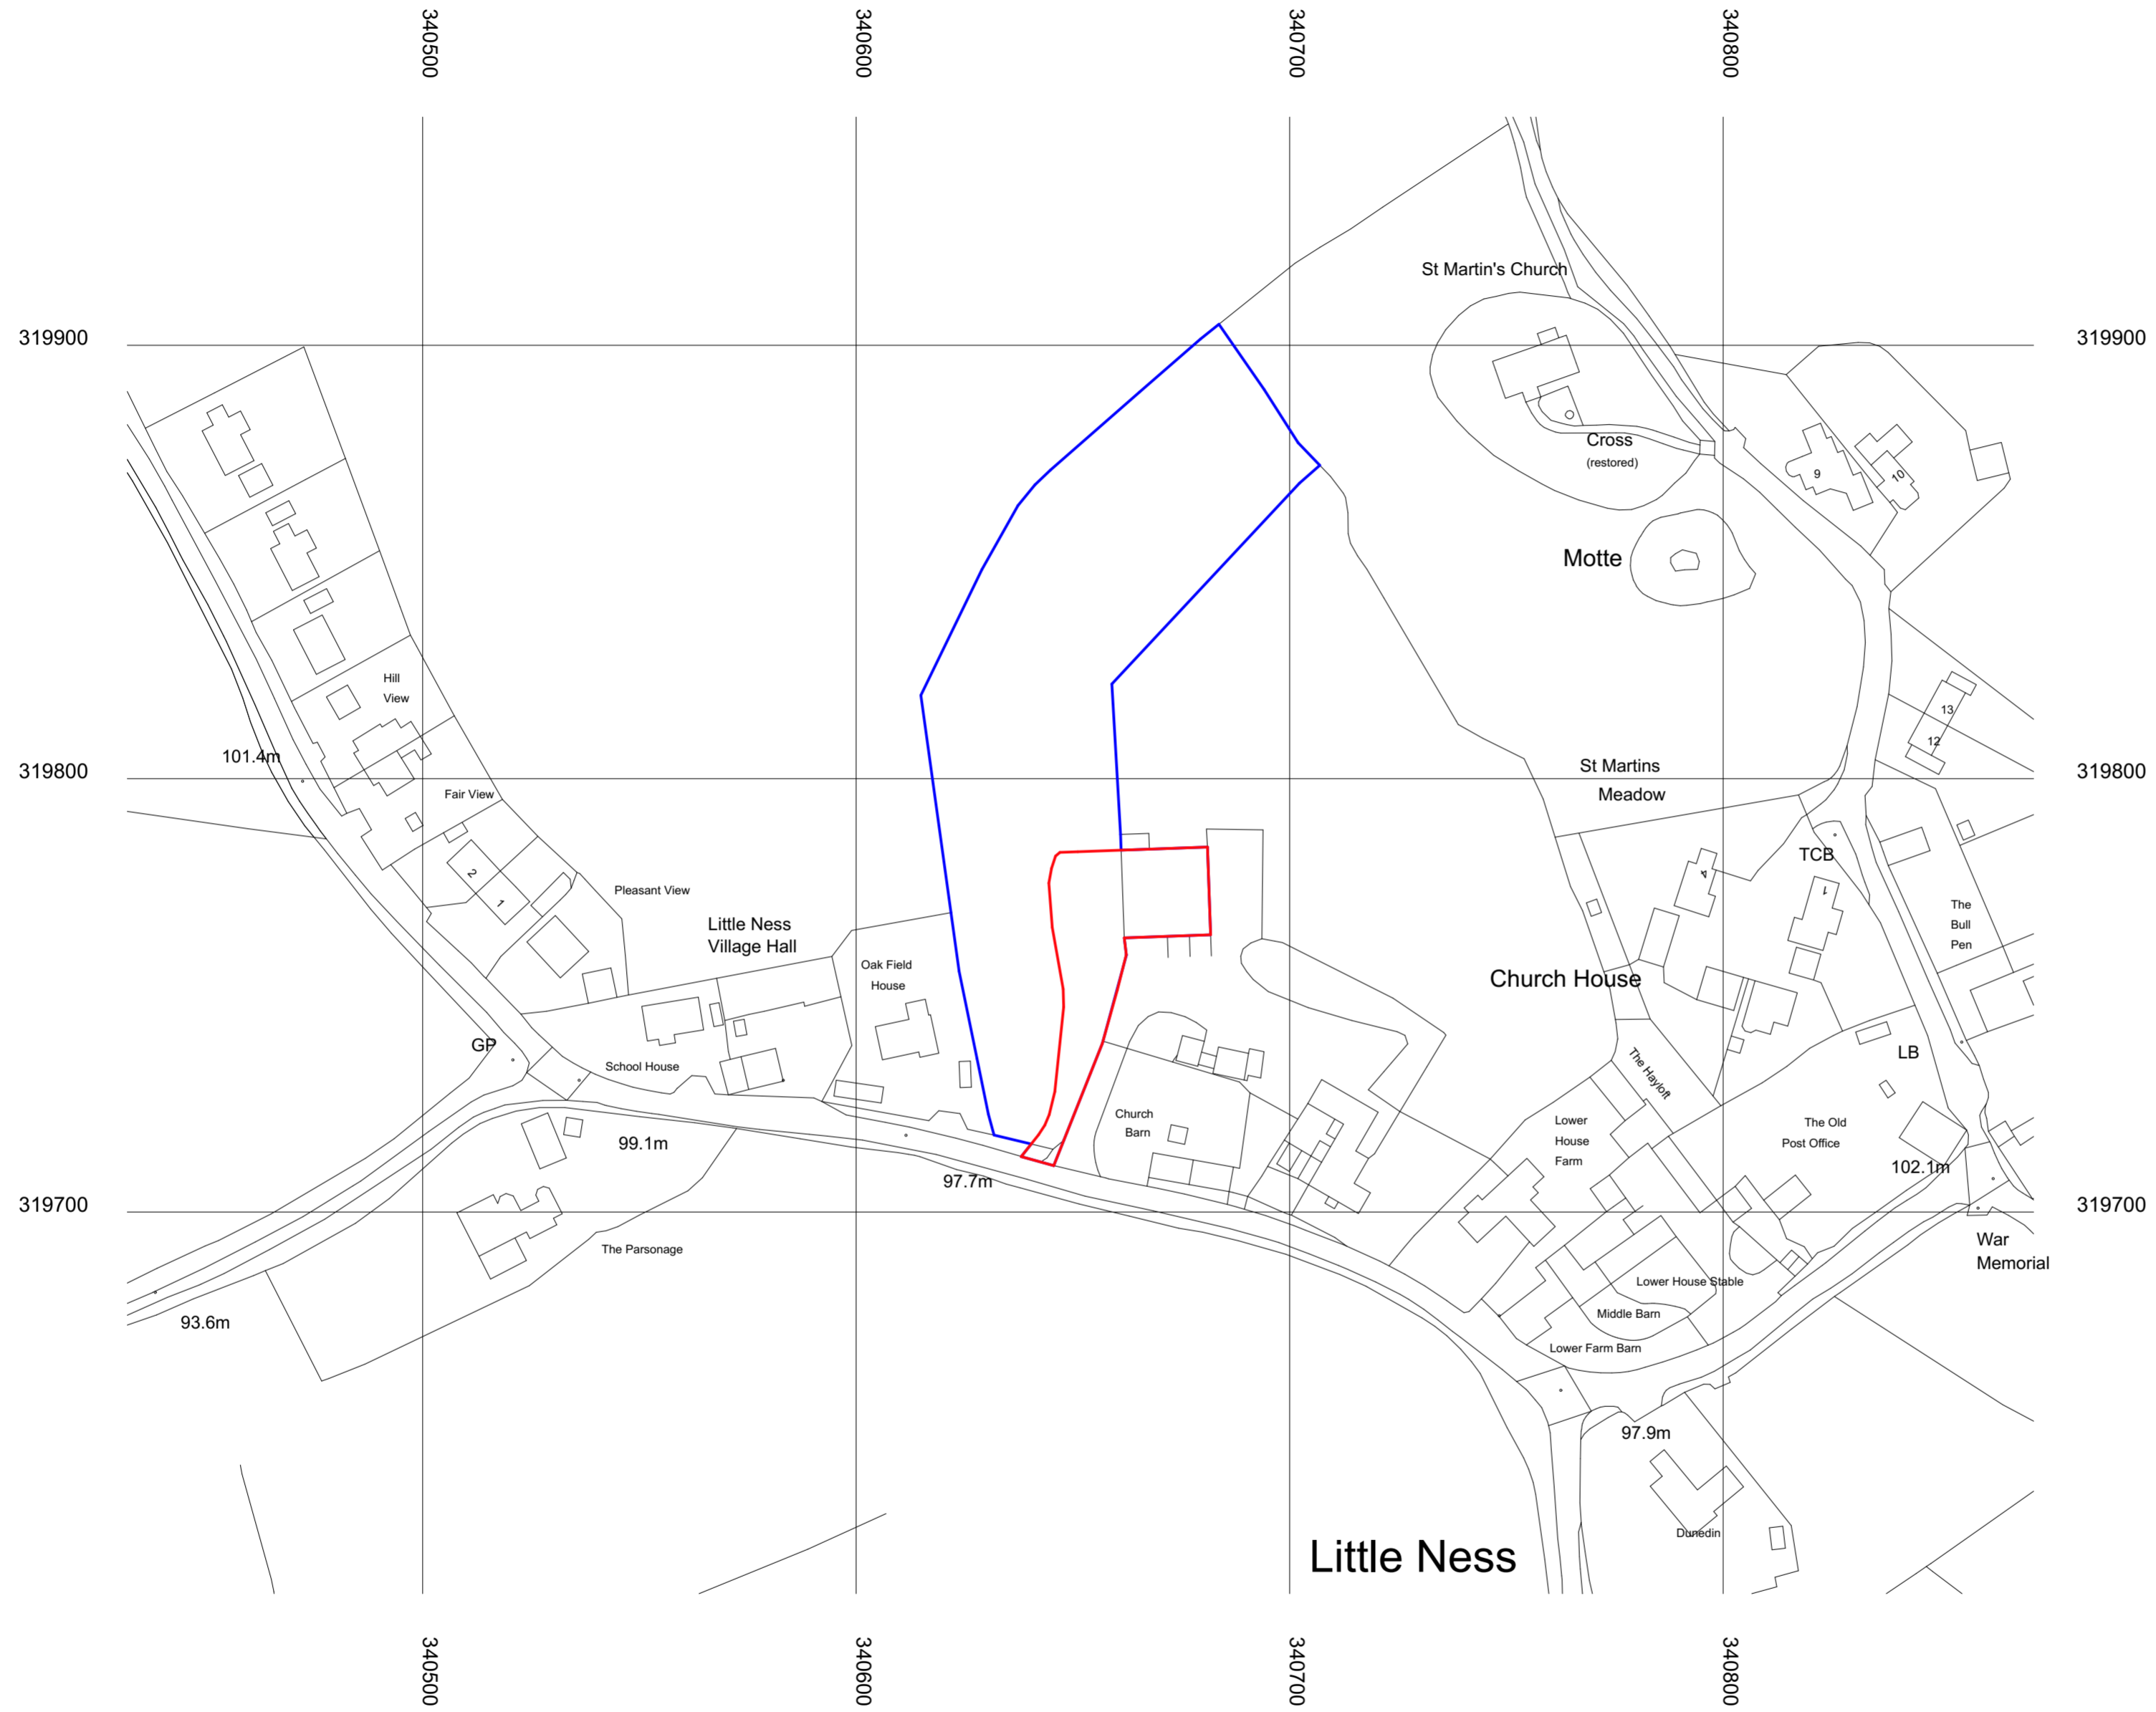 340500
340600
340700
340800
St Martin's Church
319900
319900
Cross
(restored)
9
10
Motte
Hill
View
13
12
101.4m
St Martins
Meadow
319800
319800
Fair View
TCB
2
1
4
1
Pleasant View
The
Bull
Pen
Little Ness
Village Hall
Oak Field
House
Church House
GP
School House
The Hayloft
LB
Church
Barn
Lower
House
Farm
The Old
Post Office
99.1m
97.7m
102.1m
319700
319700
The Parsonage
War
Memorial
Lower House Stable
93.6m
Middle Barn
Lower Farm Barn
97.9m
Dunedin
Little Ness
340500
340600
340700
340800